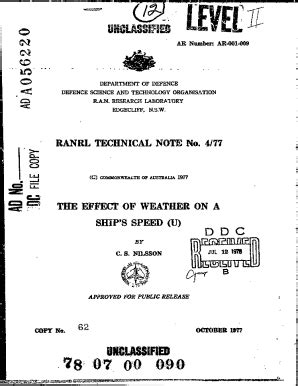 12
UNCLASSIFIED
LEVEL II
AR Number: AR-001-009
ADA056220
DEPARTMENT OF DEFENCE
DEFENCE SCIENCE AND TECHNOLOGY ORGANISATION
R.A.N. RESEARCH LABORATORY
EDGECLIFF, N.S.W.
RANRL TECHNICAL NOTE No. 4/77
AD No.
DDC FILE COPY
(C) COMMONWEALTH OF AUSTRALIA 1977
THE EFFECT OF WEATHER ON A
SHIP'S SPEED (U)
BY
C. S. NILSSON
DDC
RECEIVED
JUL 12 1978
B
APPROVED FOR PUBLIC RELEASE
COPY No. 62
OCTOBER 1977
UNCLASSIFIED
78 07 00 090